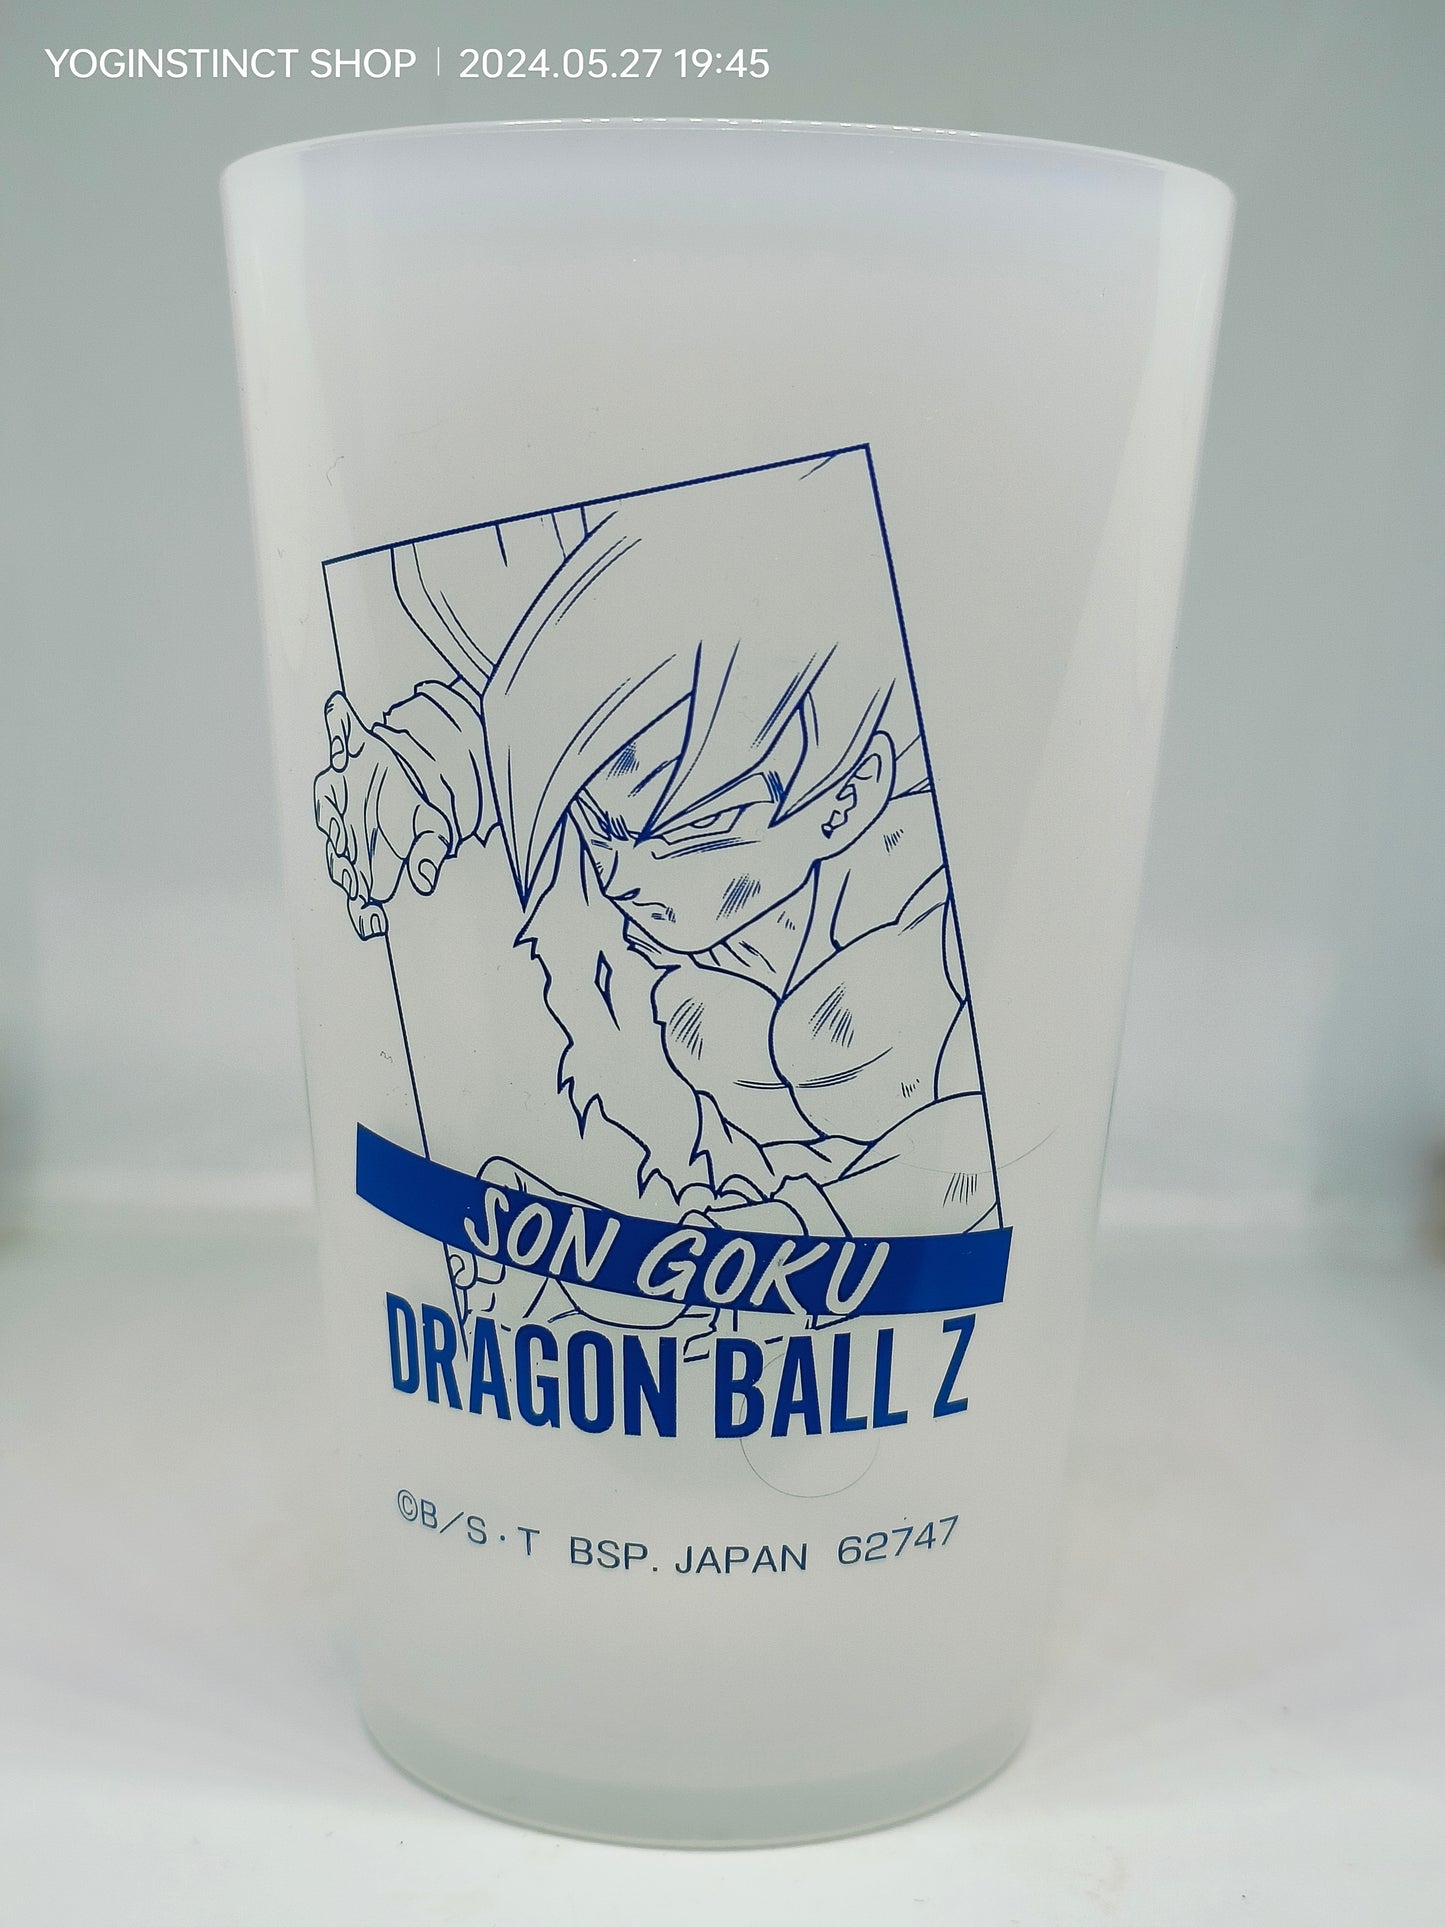 YOGINSTINCT SHOP | 2024.05.27 19:45
SON GOKU
DRAGON BALL Z
©B/S・T BSP. JAPAN 62747